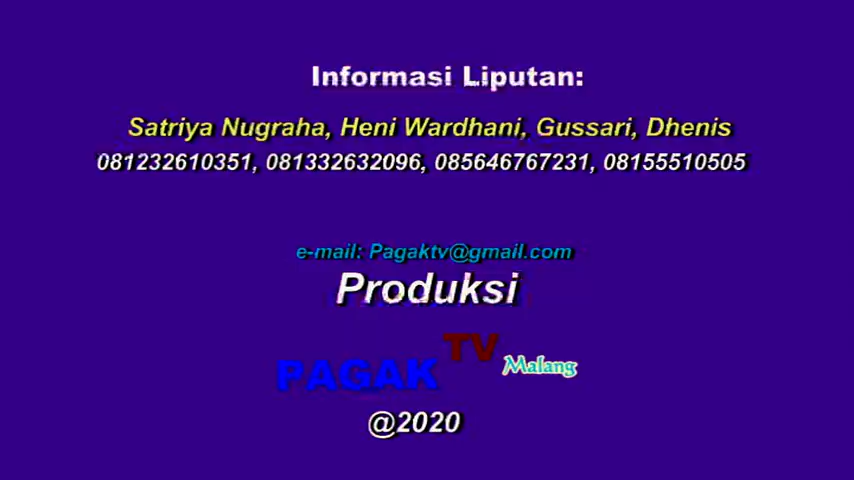 Informasi Liputan:
Satriya Nugraha, Heni Wardhani, Gussari, Dhenis
081232610351, 081332632096, 085646767231, 08155510505
e-mail: Pagaktv@gmail.com
Produksi
PAGAK TV Malang
@2020